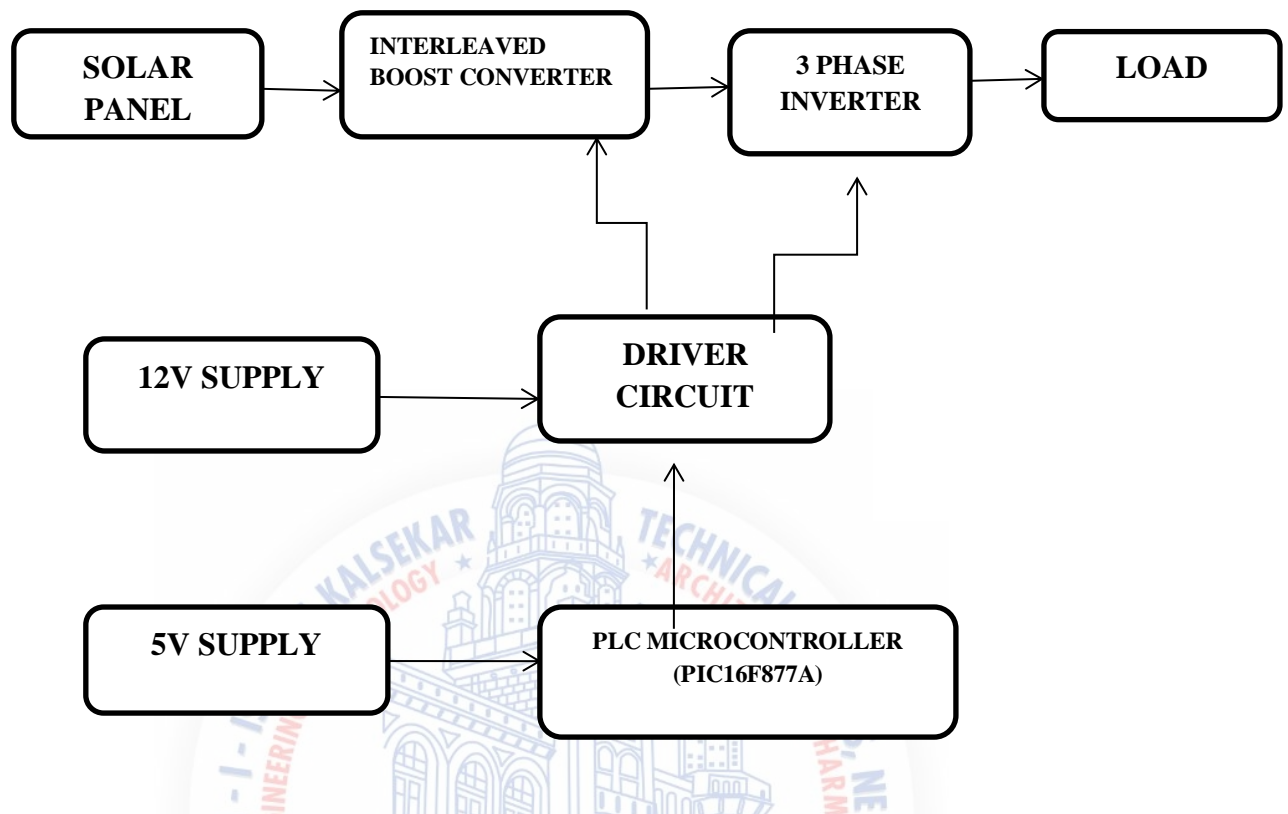 SOLAR
PANEL
INTERLEAVED
BOOST CONVERTER
3 PHASE
INVERTER
LOAD
12V SUPPLY
DRIVER
CIRCUIT
KALSEKAR
TECHNICAL
5V SUPPLY
PLC MICROCONTROLLER
(PIC16F877A)